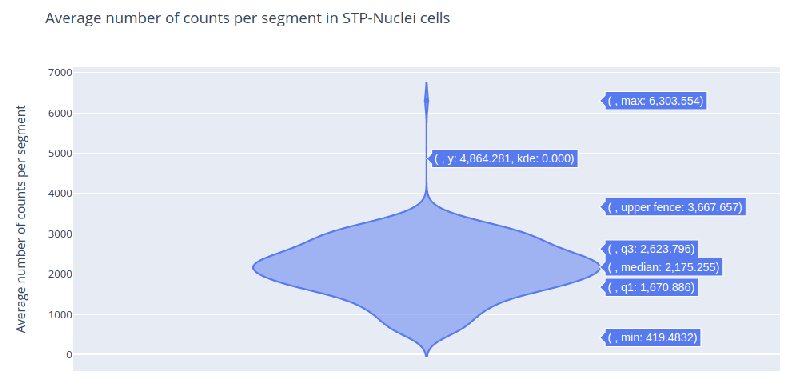 Average number of counts per segment in STP-Nuclei cells
Average number of counts per segment
7000
6000
5000
4000
3000
2000
1000
0
( , max: 6,303.554)
( , y: 4,864.281, kde: 0.000)
( , upper fence: 3,667.657)
( , q3: 2,623.796)
( , median: 2,175.255)
( , q1: 1,670.886)
( , min: 419.4832)